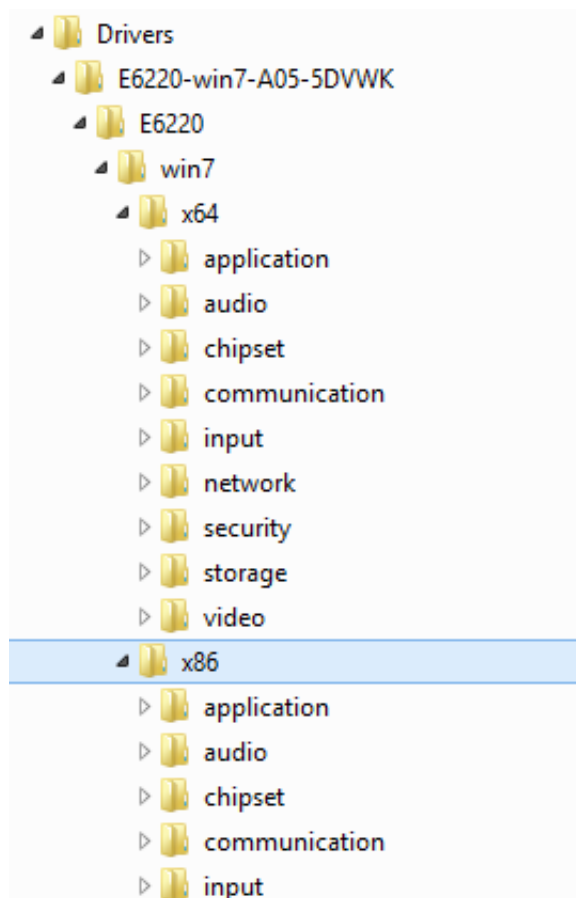 Drivers
E6220-win7-A05-5DVWK
E6220
win7
x64
application
audio
chipset
communication
input
network
security
storage
video
x86
application
audio
chipset
communication
input